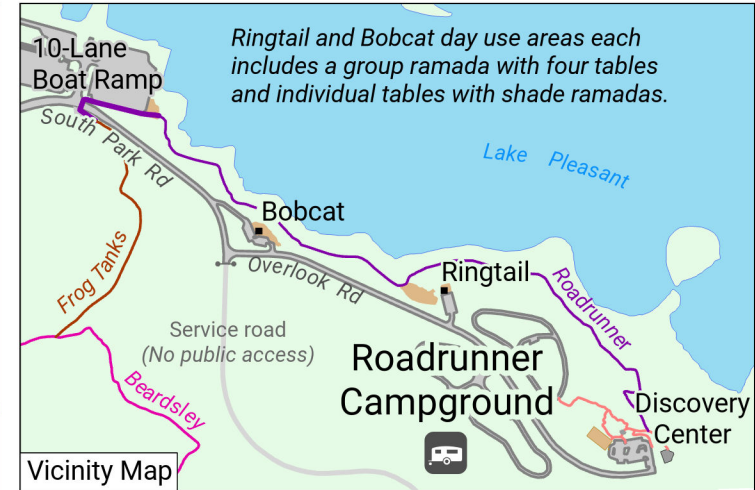 10-Lane
Boat Ramp
Ringtail and Bobcat day use areas each
includes a group ramada with four tables
and individual tables with shade ramadas.
South Park Rd
Lake Pleasant
Bobcat
Frog Tanks
Overlook Rd
Ringtail
Roadrunner
Service road
(No public access)
Roadrunner
Campground
Beardsley
Discovery
Center
Vicinity Map